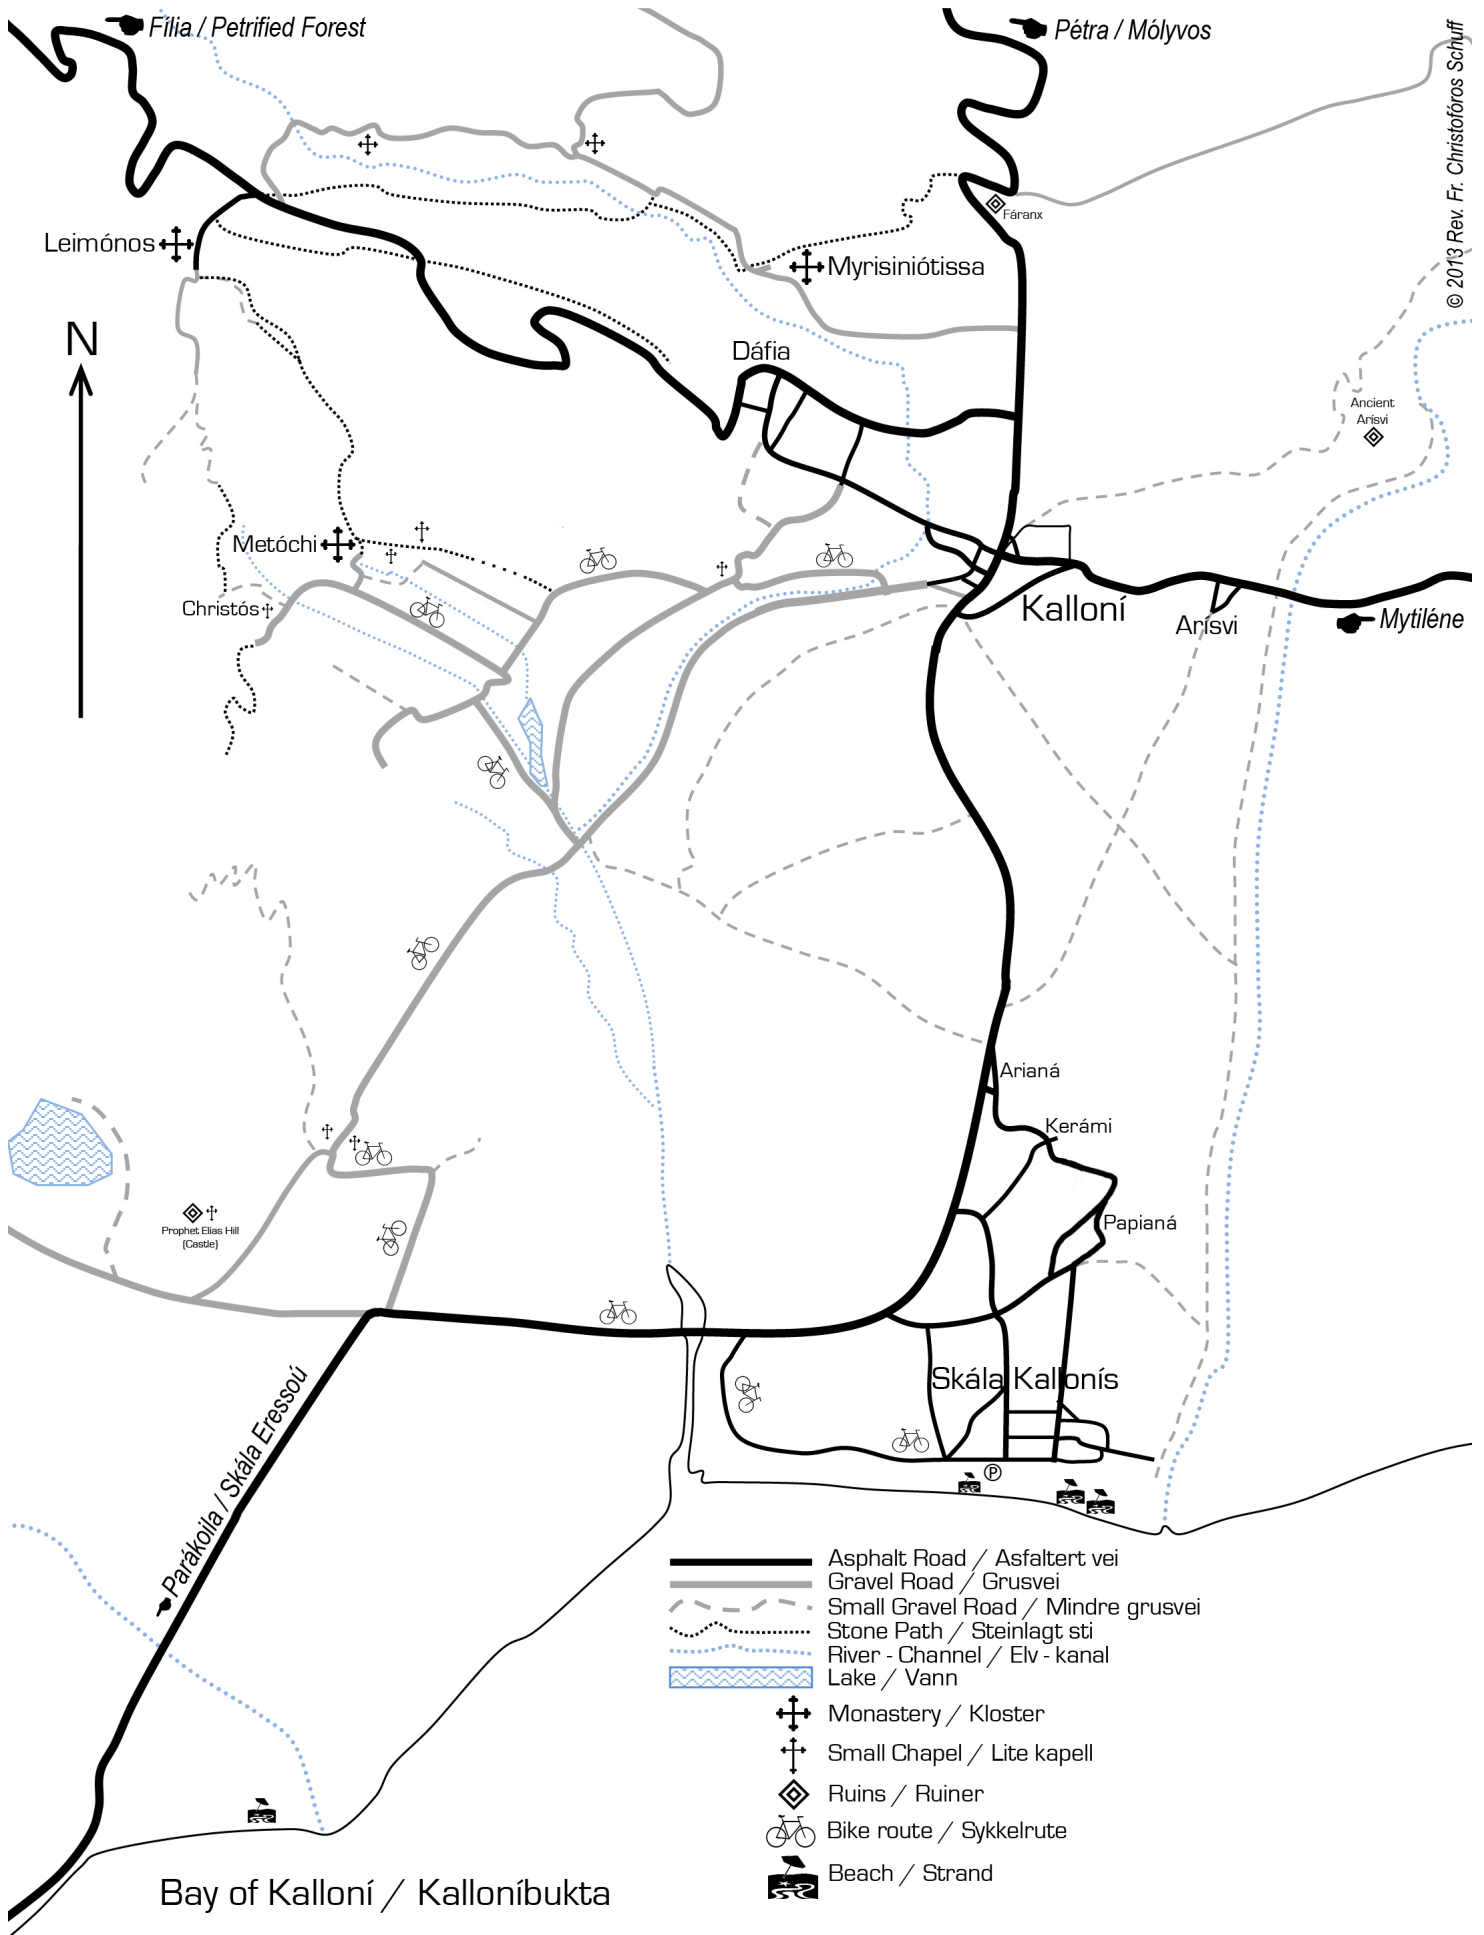 Fília / Petrified Forest
Pétra / Mólyvos
© 2013 Rev. Fr. Christofóros Schuff
Fáranx
Leimónos
Myrisiniótissa
N
Dáfia
Ancient
Arísvi
Metóchi
Christós
Kalloní
Arísvi
Mytiléne
Arianá
Kerámi
Prophet Elias Hill
(Castle)
Papianá
Skála Kallonís
P
Parákoila / Skála Eressoú
Asphalt Road / Asfaltert vei
Gravel Road / Grusvei
Small Gravel Road / Mindre grusvei
Stone Path / Steinlagt sti
River - Channel / Elv - kanal
Lake / Vann
Monastery / Kloster
Small Chapel / Lite kapell
Ruins / Ruiner
Bike route / Sykkelrute
Beach / Strand
Bay of Kalloní / Kalloníbukta